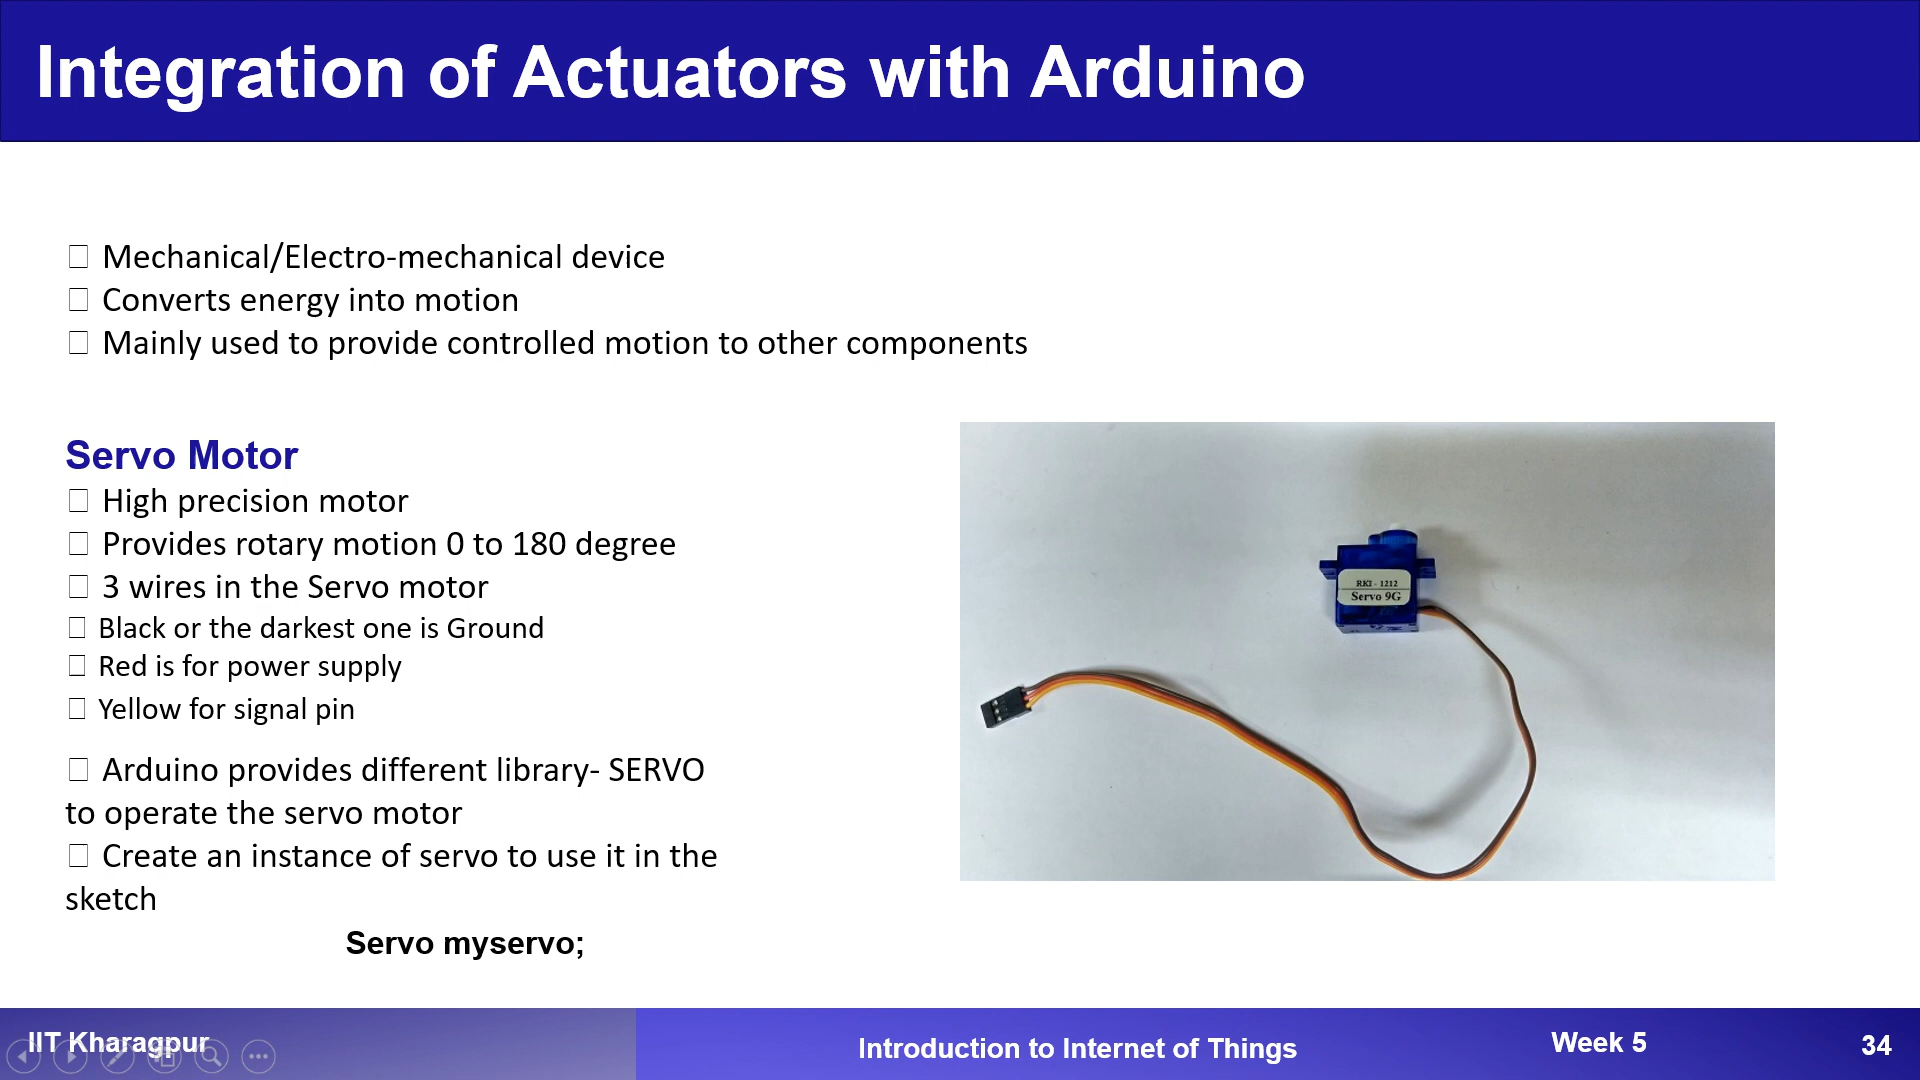 Integration of Actuators with Arduino
Mechanical/Electro-mechanical device
Converts energy into motion
Mainly used to provide controlled motion to other components
Servo Motor
High precision motor
Provides rotary motion 0 to 180 degree
3 wires in the Servo motor
Black or the darkest one is Ground
Red is for power supply
Yellow for signal pin
Arduino provides different library- SERVO
to operate the servo motor
Create an instance of servo to use it in the
sketch
Servo myservo;
RKI - 1212
Servo 9G
IIT Kharagpur
Introduction to Internet of Things
Week 5
34